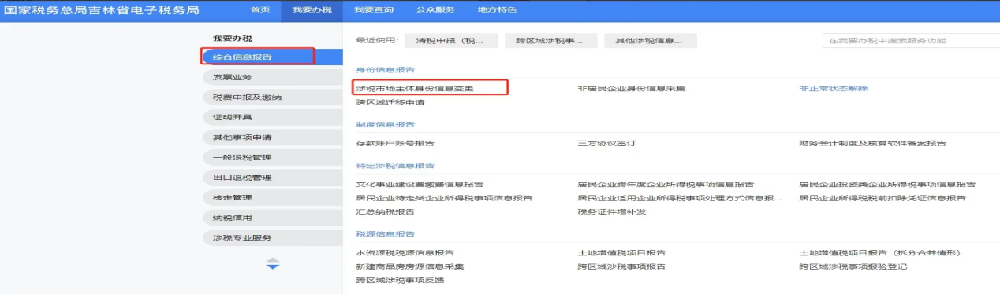 国家税务总局吉林省电子税务局 首页 我要办税 我要查询 公众服务 地方特色
我要办税
综合信息报告
发票业务
税费申报及缴纳
证明开具
其他事项申请
一般退税管理
出口退税管理
核定管理
纳税信用
涉税专业服务
最近使用: 清税申报（税... 跨区域涉税事... 其他涉税信息... 在我要办税中搜索服务功能
身份信息报告
涉税市场主体身份信息变更 非居民企业身份信息采集 非正常状态解除
跨区域迁移申请
制度信息报告
存款账户账号报告 三方协议签订 财务会计制度及核算软件备案报告
特定涉税信息报告
文化事业建设费缴费信息报告 居民企业跨年度企业所得税事项信息报告 居民企业投资类企业所得税事项信息报告
居民企业特定类企业所得税事项信息报告 居民企业适用企业所得税事项处理方式信息报... 居民企业所得税税前扣除凭证信息报告
汇总纳税报告 税务证件增补发
税源信息报告
水资源税税源信息报告 土地增值税项目报告 土地增值税项目报告（拆分合并情形）
新建商品房房源信息采集 跨区域涉税事项报告 跨区域涉税事项报验登记
跨区域涉税事项反馈